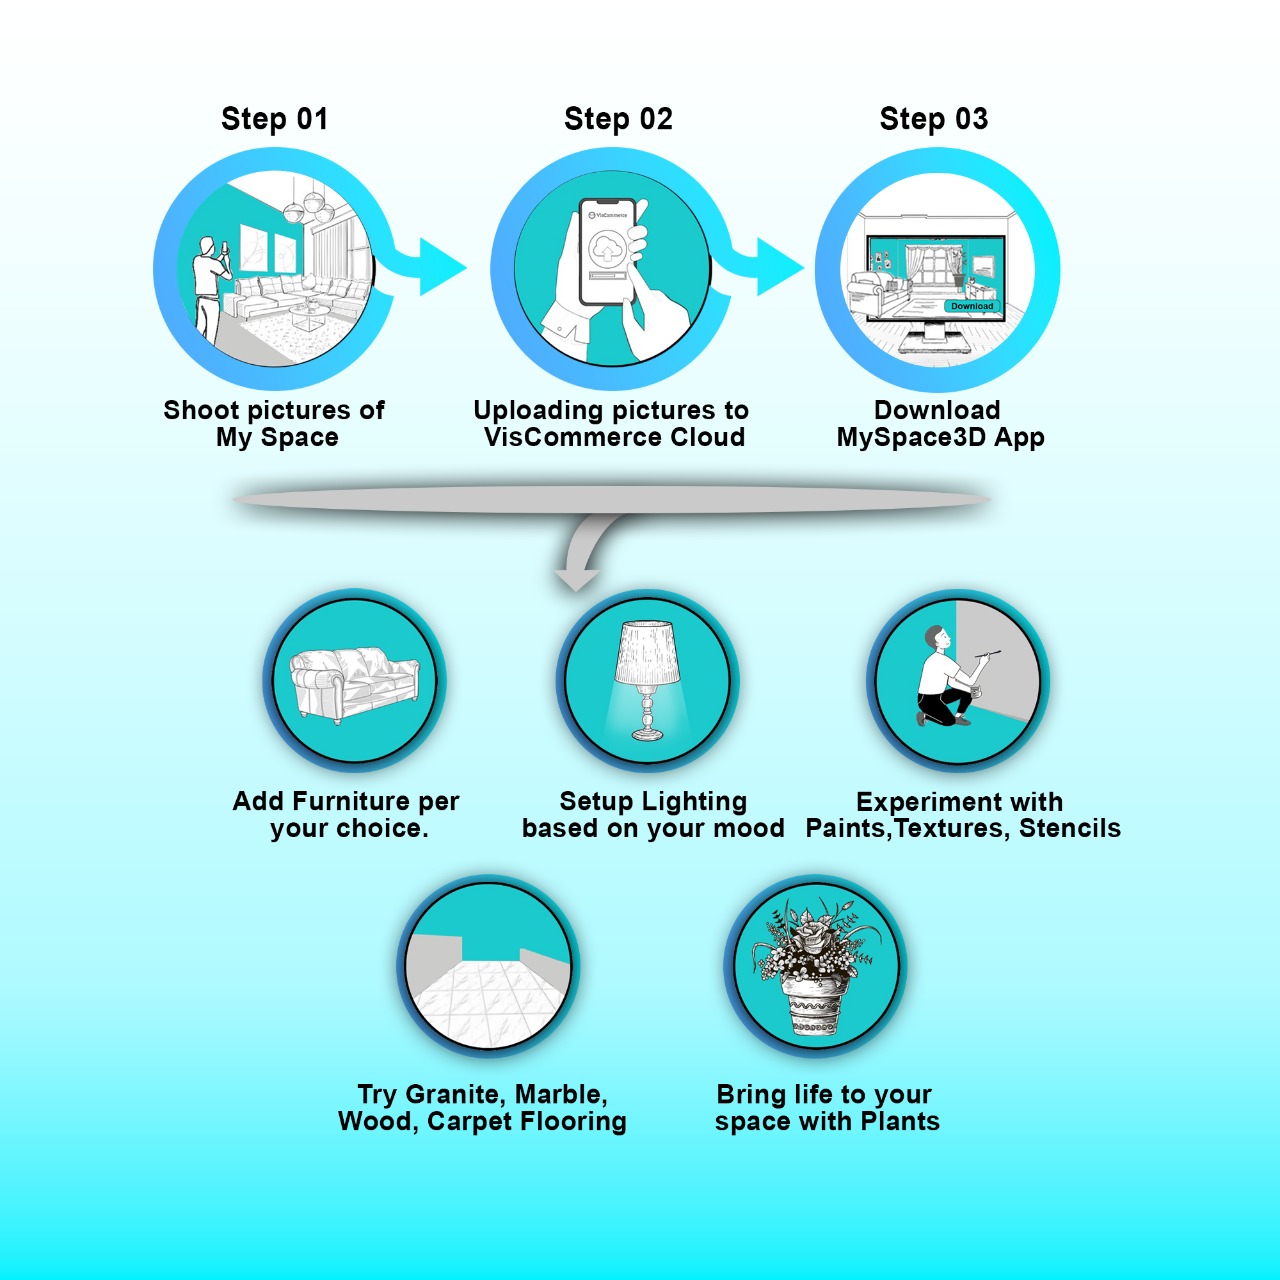 Step 01
Step 02
Step 03
VisCommerce
Download
Shoot pictures of
My Space
Uploading pictures to
VisCommerce Cloud
Download
MySpace3D App
Add Furniture per
your choice.
Setup Lighting
based on your mood
Experiment with
Paints,Textures, Stencils
Try Granite, Marble,
Wood, Carpet Flooring
Bring life to your
space with Plants